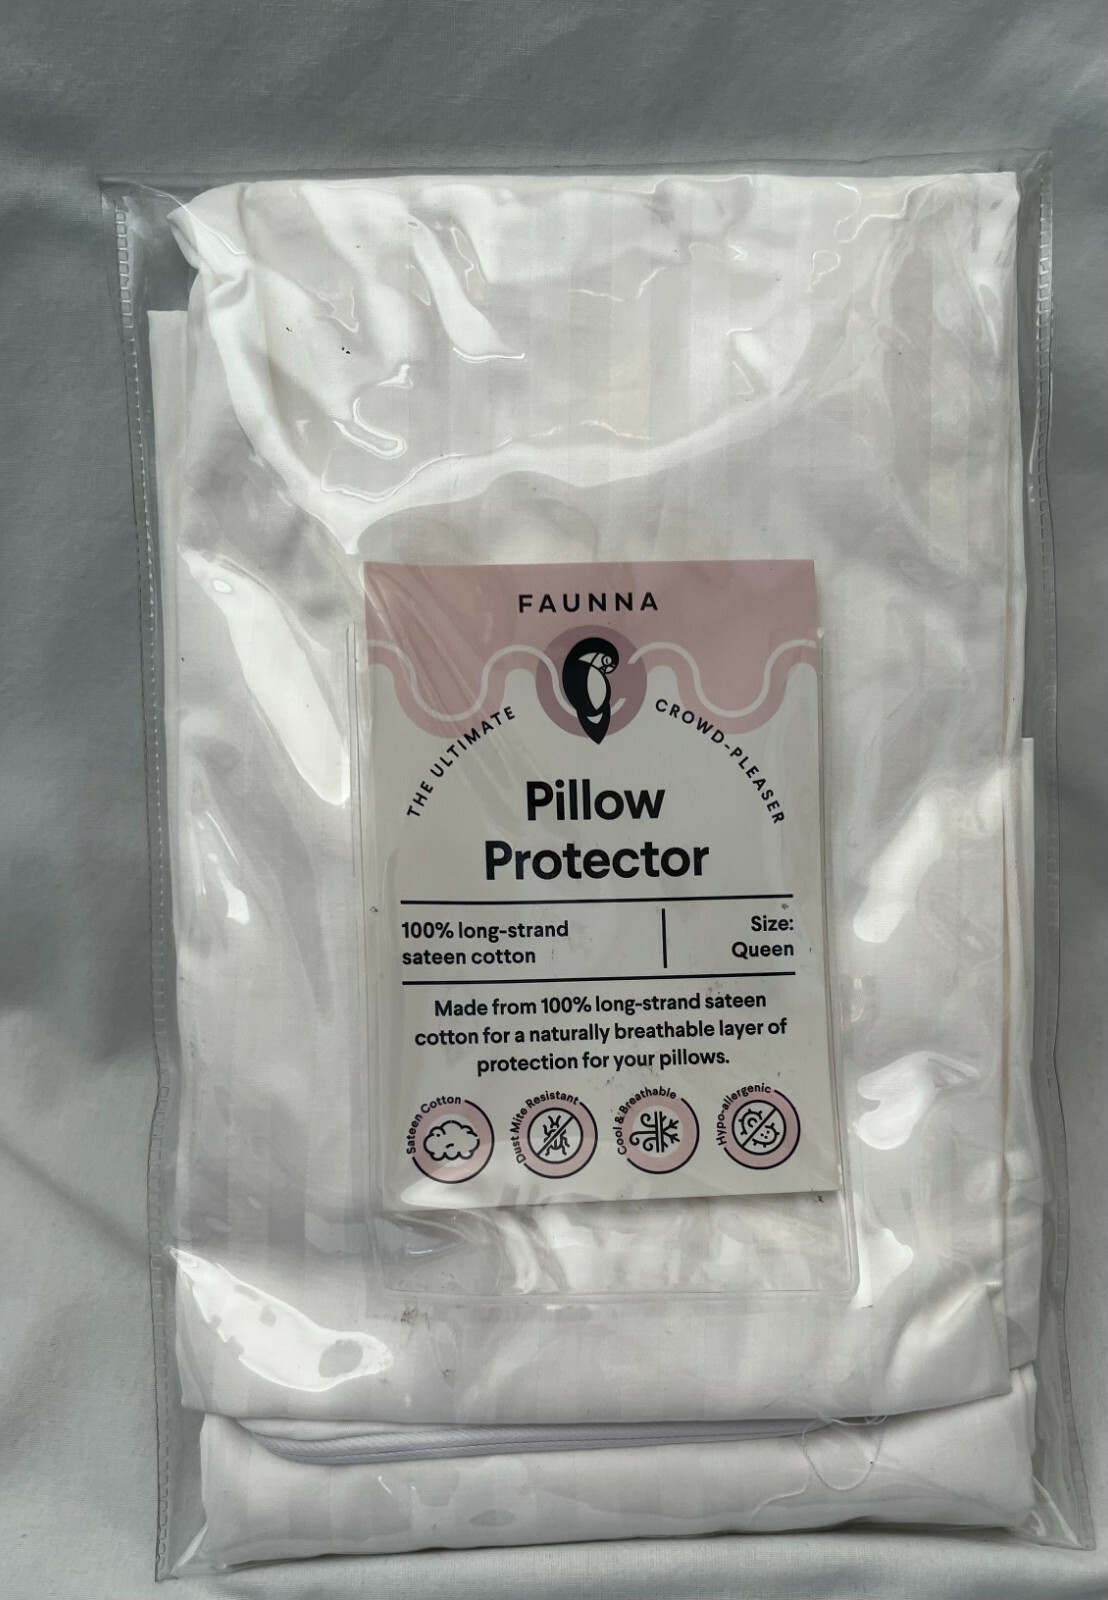 FAUNNA
THE ULTIMATE CROWD-PLEASER
Pillow
Protector
100% long-strand
sateen cotton
Size:
Queen
Made from 100% long-strand sateen
cotton for a naturally breathable layer of
protection for your pillows.
Sateen Cotton
Dust Mite Resistant
Cool & Breathable
Hypo-allergenic